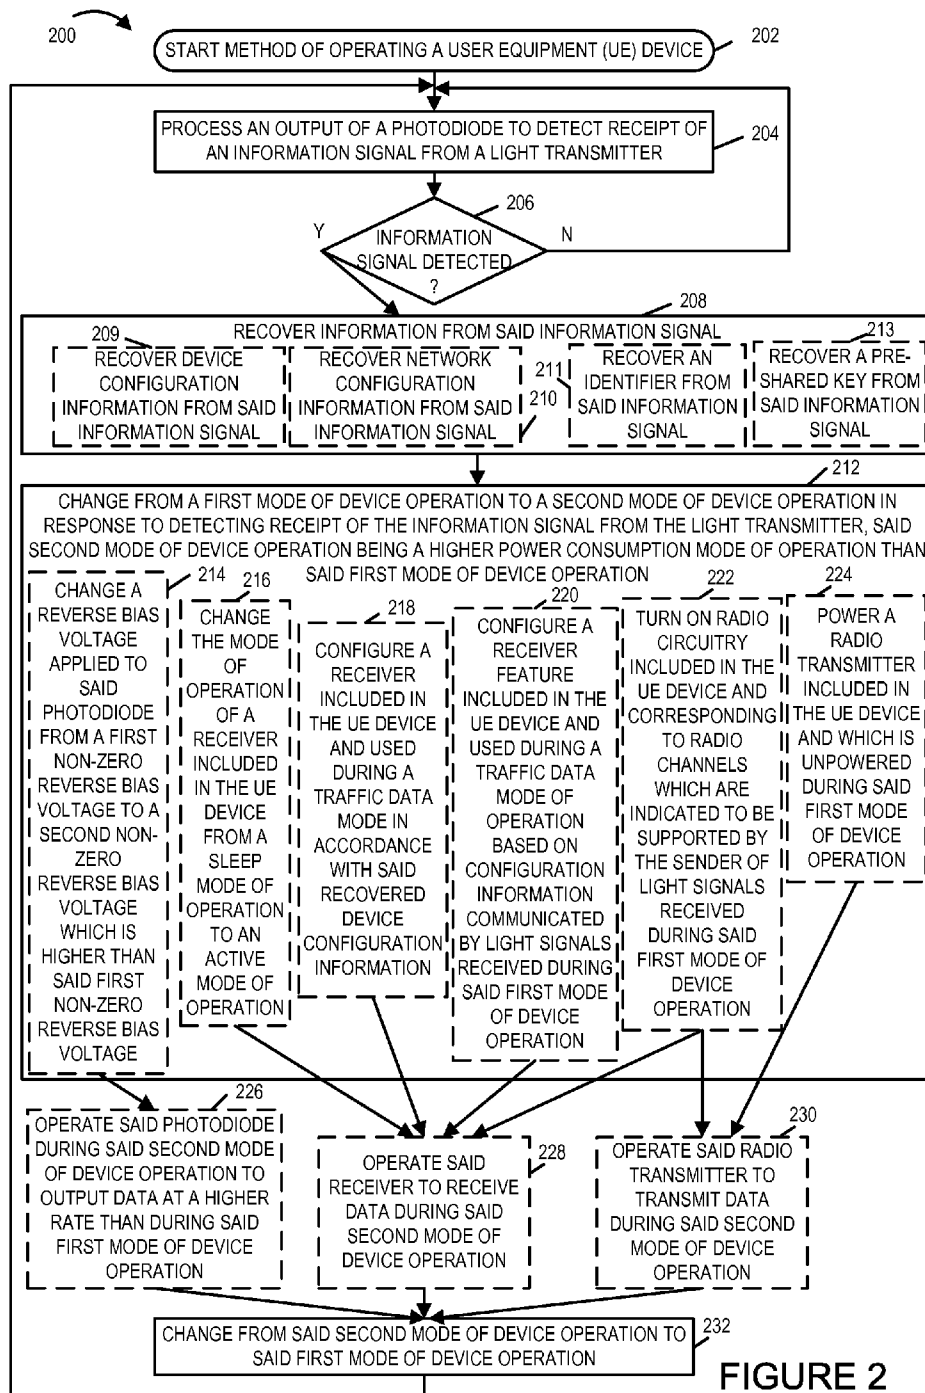 200
START METHOD OF OPERATING A USER EQUIPMENT (UE) DEVICE
202
PROCESS AN OUTPUT OF A PHOTODIODE TO DETECT RECEIPT OF
AN INFORMATION SIGNAL FROM A LIGHT TRANSMITTER
204
206
Y
N
INFORMATION
SIGNAL DETECTED
?
208
RECOVER INFORMATION FROM SAID INFORMATION SIGNAL
209
RECOVER DEVICE
CONFIGURATION
INFORMATION FROM SAID
INFORMATION SIGNAL
RECOVER NETWORK
CONFIGURATION
INFORMATION FROM SAID
INFORMATION SIGNAL
210
211
RECOVER AN
IDENTIFIER FROM
SAID INFORMATION
SIGNAL
213
RECOVER A PRE-
SHARED KEY FROM
SAID INFORMATION
SIGNAL
212
CHANGE FROM A FIRST MODE OF DEVICE OPERATION TO A SECOND MODE OF DEVICE OPERATION IN
RESPONSE TO DETECTING RECEIPT OF THE INFORMATION SIGNAL FROM THE LIGHT TRANSMITTER, SAID
SECOND MODE OF DEVICE OPERATION BEING A HIGHER POWER CONSUMPTION MODE OF OPERATION THAN
SAID FIRST MODE OF DEVICE OPERATION
214
CHANGE A
REVERSE BIAS
VOLTAGE
APPLIED TO
SAID
PHOTODIODE
FROM A FIRST
NON-ZERO
REVERSE BIAS
VOLTAGE TO A
SECOND NON-
ZERO
REVERSE BIAS
VOLTAGE
WHICH IS
HIGHER THAN
SAID FIRST
NON-ZERO
REVERSE BIAS
VOLTAGE
216
CHANGE
THE MODE
OF
OPERATION
OF A
RECEIVER
INCLUDED
IN THE UE
DEVICE
FROM A
SLEEP
MODE OF
OPERATION
TO AN
ACTIVE
MODE OF
OPERATION
218
CONFIGURE A
RECEIVER
INCLUDED IN
THE UE DEVICE
AND USED
DURING A
TRAFFIC DATA
MODE IN
ACCORDANCE
WITH SAID
RECOVERED
DEVICE
CONFIGURATION
INFORMATION
220
CONFIGURE A
RECEIVER
FEATURE
INCLUDED IN THE
UE DEVICE AND
USED DURING A
TRAFFIC DATA
MODE OF
OPERATION
BASED ON
CONFIGURATION
INFORMATION
COMMUNICATED
BY LIGHT SIGNALS
RECEIVED DURING
SAID FIRST MODE
OF DEVICE
OPERATION
222
TURN ON RADIO
CIRCUITRY
INCLUDED IN THE
UE DEVICE AND
CORRESPONDING
TO RADIO
CHANNELS
WHICH ARE
INDICATED TO BE
SUPPORTED BY
THE SENDER OF
LIGHT SIGNALS
RECEIVED
DURING SAID
FIRST MODE OF
DEVICE
OPERATION
224
POWER A
RADIO
TRANSMITTER
INCLUDED IN
THE UE DEVICE
AND WHICH IS
UNPOWERED
DURING SAID
FIRST MODE
OF DEVICE
OPERATION
226
OPERATE SAID PHOTODIODE
DURING SAID SECOND MODE
OF DEVICE OPERATION TO
OUTPUT DATA AT A HIGHER
RATE THAN DURING SAID
FIRST MODE OF DEVICE
OPERATION
228
OPERATE SAID
RECEIVER TO RECEIVE
DATA DURING SAID
SECOND MODE OF
DEVICE OPERATION
230
OPERATE SAID RADIO
TRANSMITTER TO
TRANSMIT DATA
DURING SAID SECOND
MODE OF DEVICE
OPERATION
CHANGE FROM SAID SECOND MODE OF DEVICE OPERATION TO
SAID FIRST MODE OF DEVICE OPERATION
232
FIGURE 2